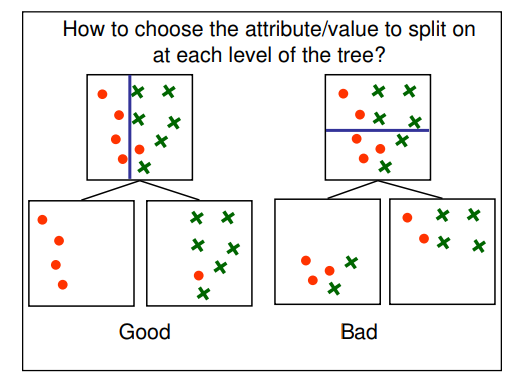 How to choose the attribute/value to split on
at each level of the tree?
Good
Bad